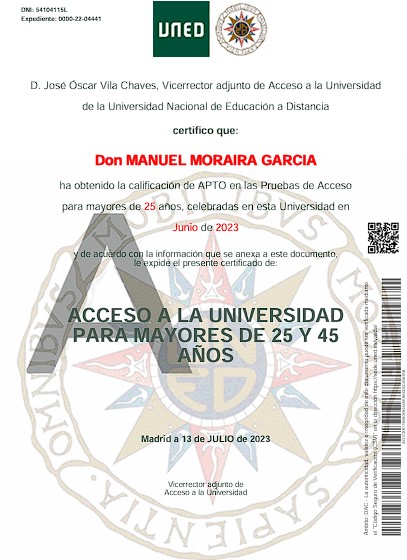 DNI: 54104115L
Expediente: 0000-22-04441
UNED
D. José Óscar Vila Chaves, Vicerrector adjunto de Acceso a la Universidad
de la Universidad Nacional de Educación a Distancia
certifico que:
Don MANUEL MORAIRA GARCIA
ha obtenido la calificación de APTO en las Pruebas de Acceso
para mayores de 25 años, celebradas en esta Universidad en
Junio de 2023
y de acuerdo con la información que se anexa a este documento,
le expide el presente certificado de:
ACCESO A LA UNIVERSIDAD
PARA MAYORES DE 25 Y 45
AÑOS
Madrid a 13 de JULIO de 2023
Vicerrector adjunto de
Acceso a la Universidad
OMNIBVS
MOBILIBVS
SAPIENTIA